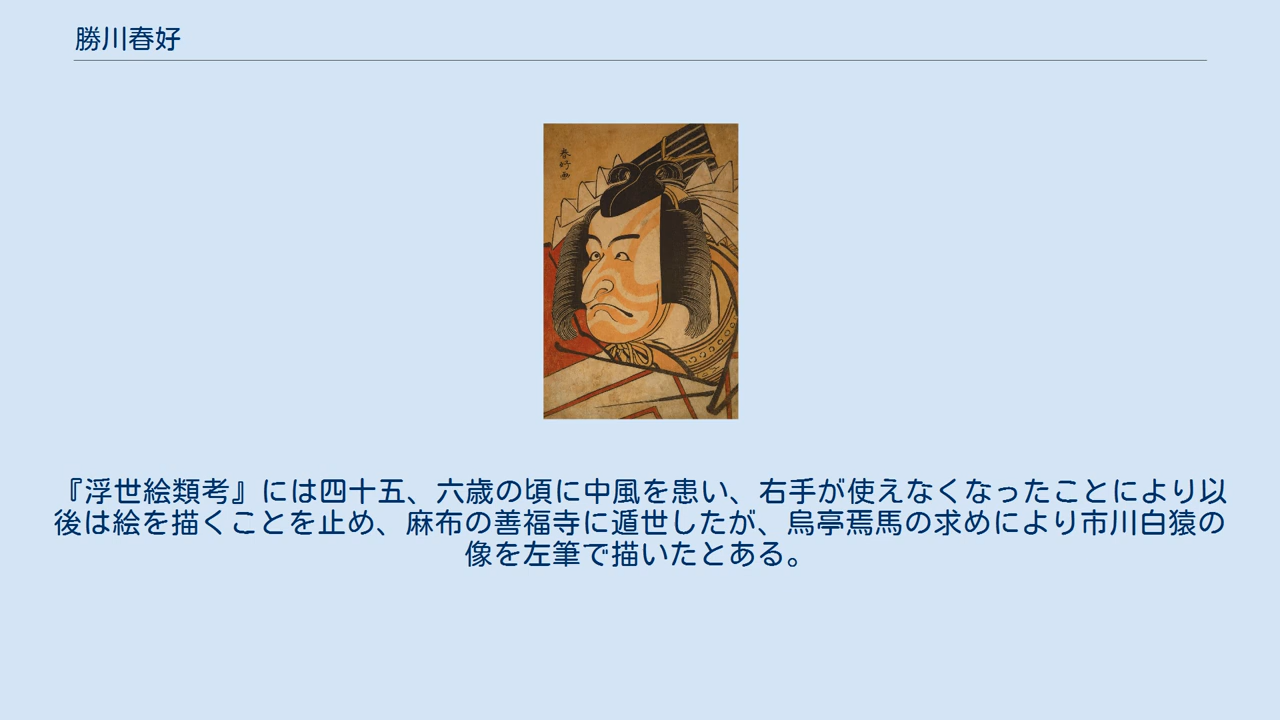 勝川春好
春好画
『浮世絵類考』には四十五、六歳の頃に中風を患い、右手が使えなくなったことにより以
後は絵を描くことを止め、麻布の善福寺に遁世したが、烏亭焉馬の求めにより市川白猿の
像を左筆で描いたとある。